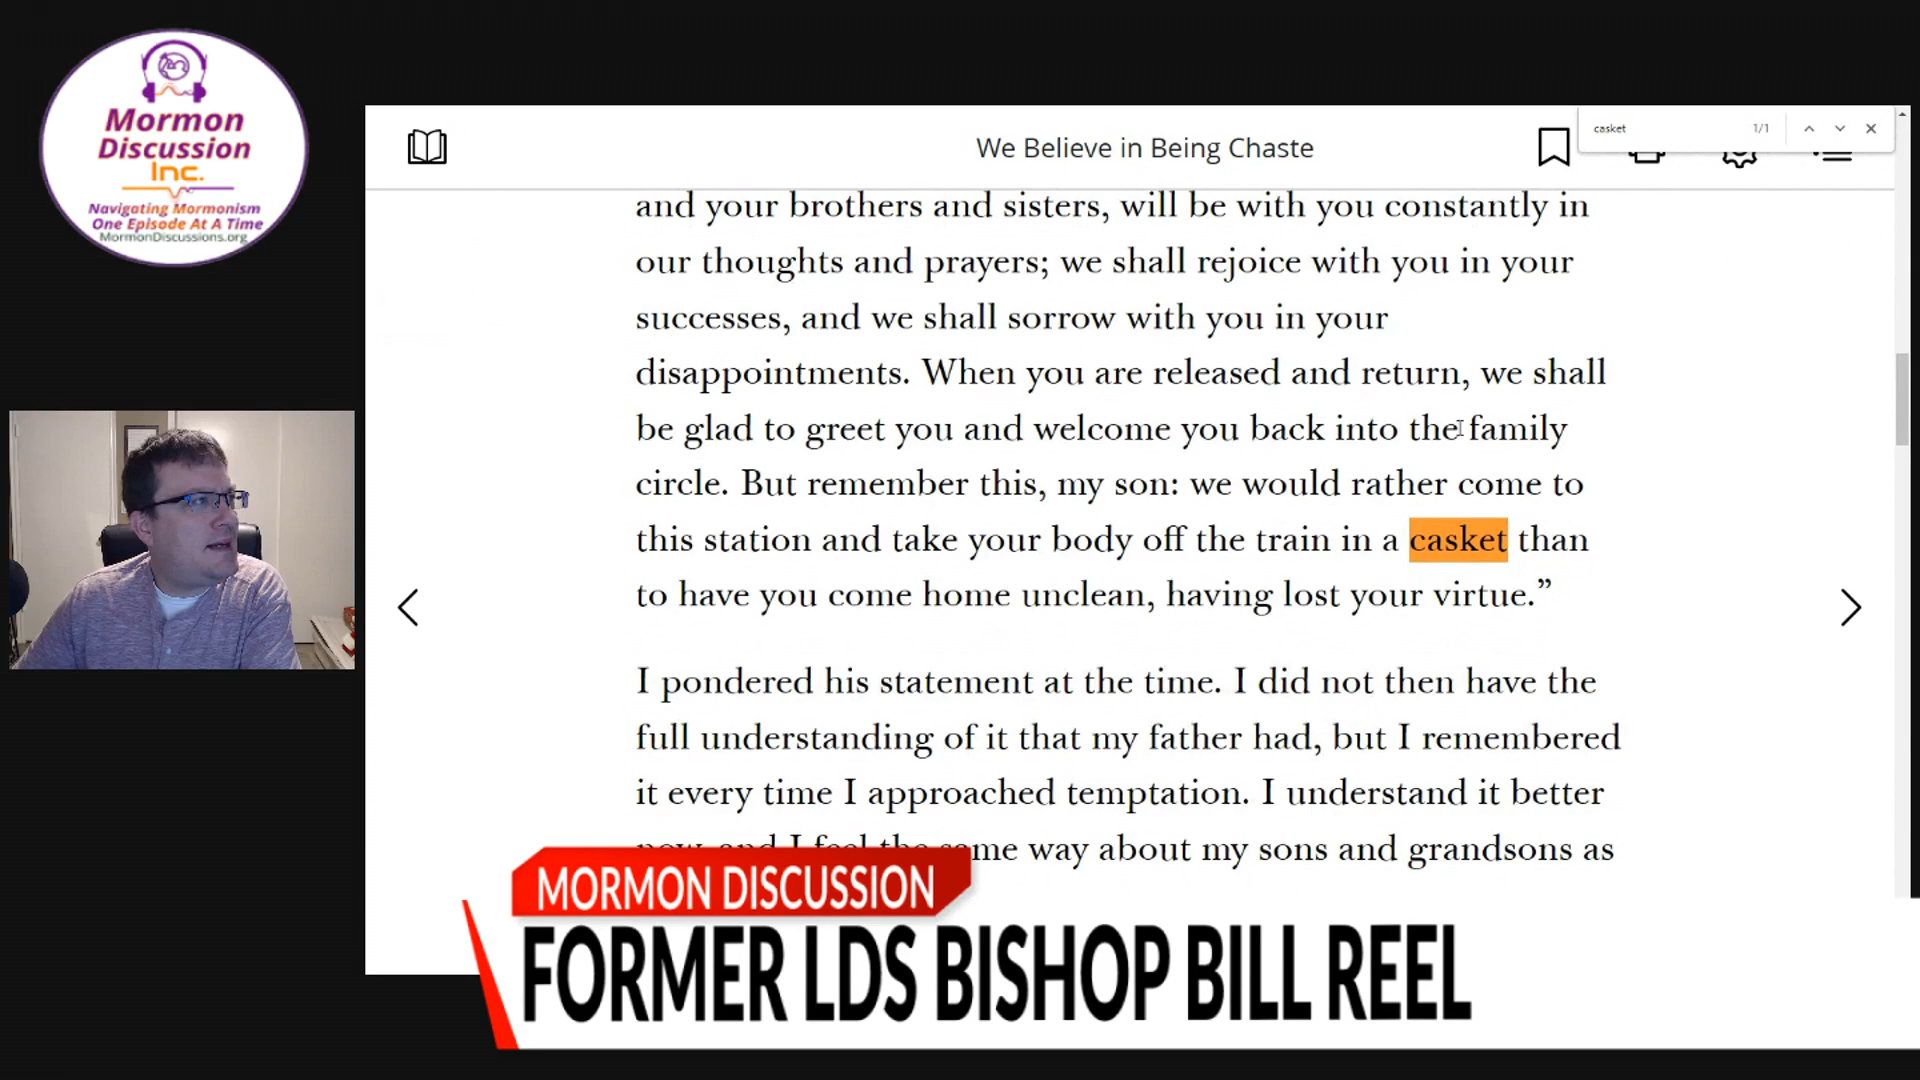 Mormon
Discussion
Inc.
Navigating Mormonism
One Episode At A Time
MormonDiscussions.org
We Believe in Being Chaste
casket
1/1
and your brothers and sisters, will be with you constantly in
our thoughts and prayers; we shall rejoice with you in your
successes, and we shall sorrow with you in your
disappointments. When you are released and return, we shall
be glad to greet you and welcome you back into the family
circle. But remember this, my son: we would rather come to
this station and take your body off the train in a casket than
to have you come home unclean, having lost your virtue.”
I pondered his statement at the time. I did not then have the
full understanding of it that my father had, but I remembered
it every time I approached temptation. I understand it better
now, and I feel the same way about my sons and grandsons as
MORMON DISCUSSION
FORMER LDS BISHOP BILL REEL